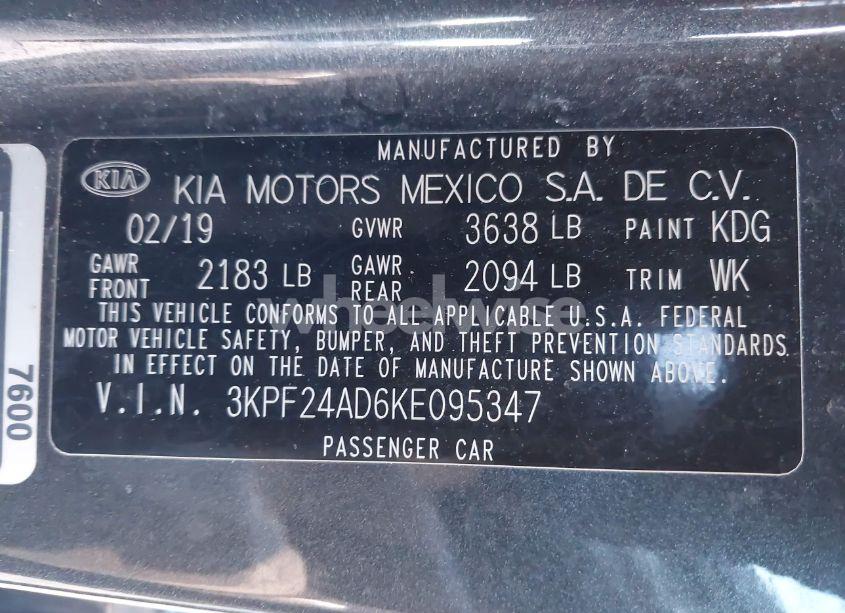 MANUFACTURED BY
KIA KIA MOTORS MEXICO S.A. DE C.V.
02/19 GVWR 3638 LB PAINT KDG
GAWR FRONT 2183 LB GAWR REAR 2094 LB TRIM WK
THIS VEHICLE CONFORMS TO ALL APPLICABLE U.S.A. FEDERAL
MOTOR VEHICLE SAFETY, BUMPER, AND THEFT PREVENTION STANDARDS
IN EFFECT ON THE DATE OF MANUFACTURE SHOWN ABOVE.
V.I.N. 3KPF24AD6KE095347
PASSENGER CAR
7600
wheelwise